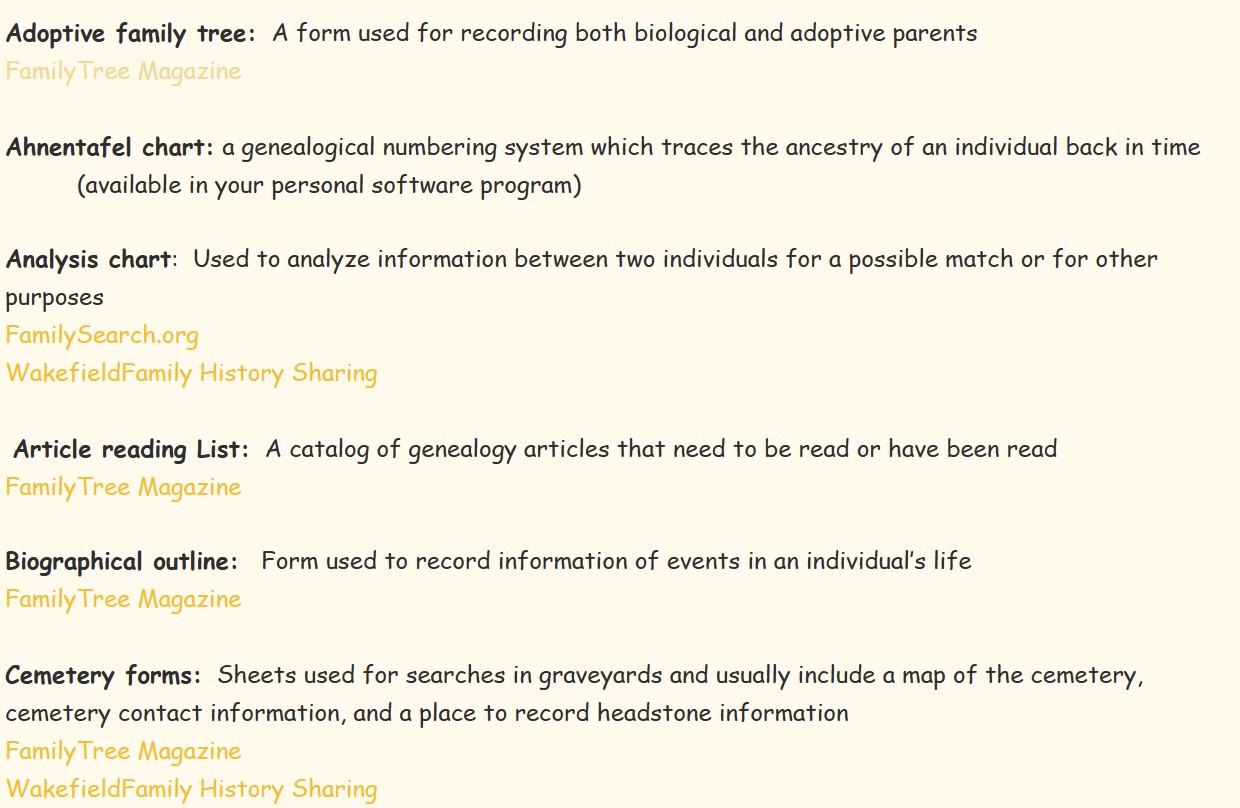 Adoptive family tree: A form used for recording both biological and adoptive parents
FamilyTree Magazine
Ahnentafel chart: a genealogical numbering system which traces the ancestry of an individual back in time
(available in your personal software program)
Analysis chart: Used to analyze information between two individuals for a possible match or for other
purposes
FamilySearch.org
WakefieldFamily History Sharing
Article reading List: A catalog of genealogy articles that need to be read or have been read
FamilyTree Magazine
Biographical outline: Form used to record information of events in an individual’s life
FamilyTree Magazine
Cemetery forms: Sheets used for searches in graveyards and usually include a map of the cemetery,
cemetery contact information, and a place to record headstone information
FamilyTree Magazine
WakefieldFamily History Sharing